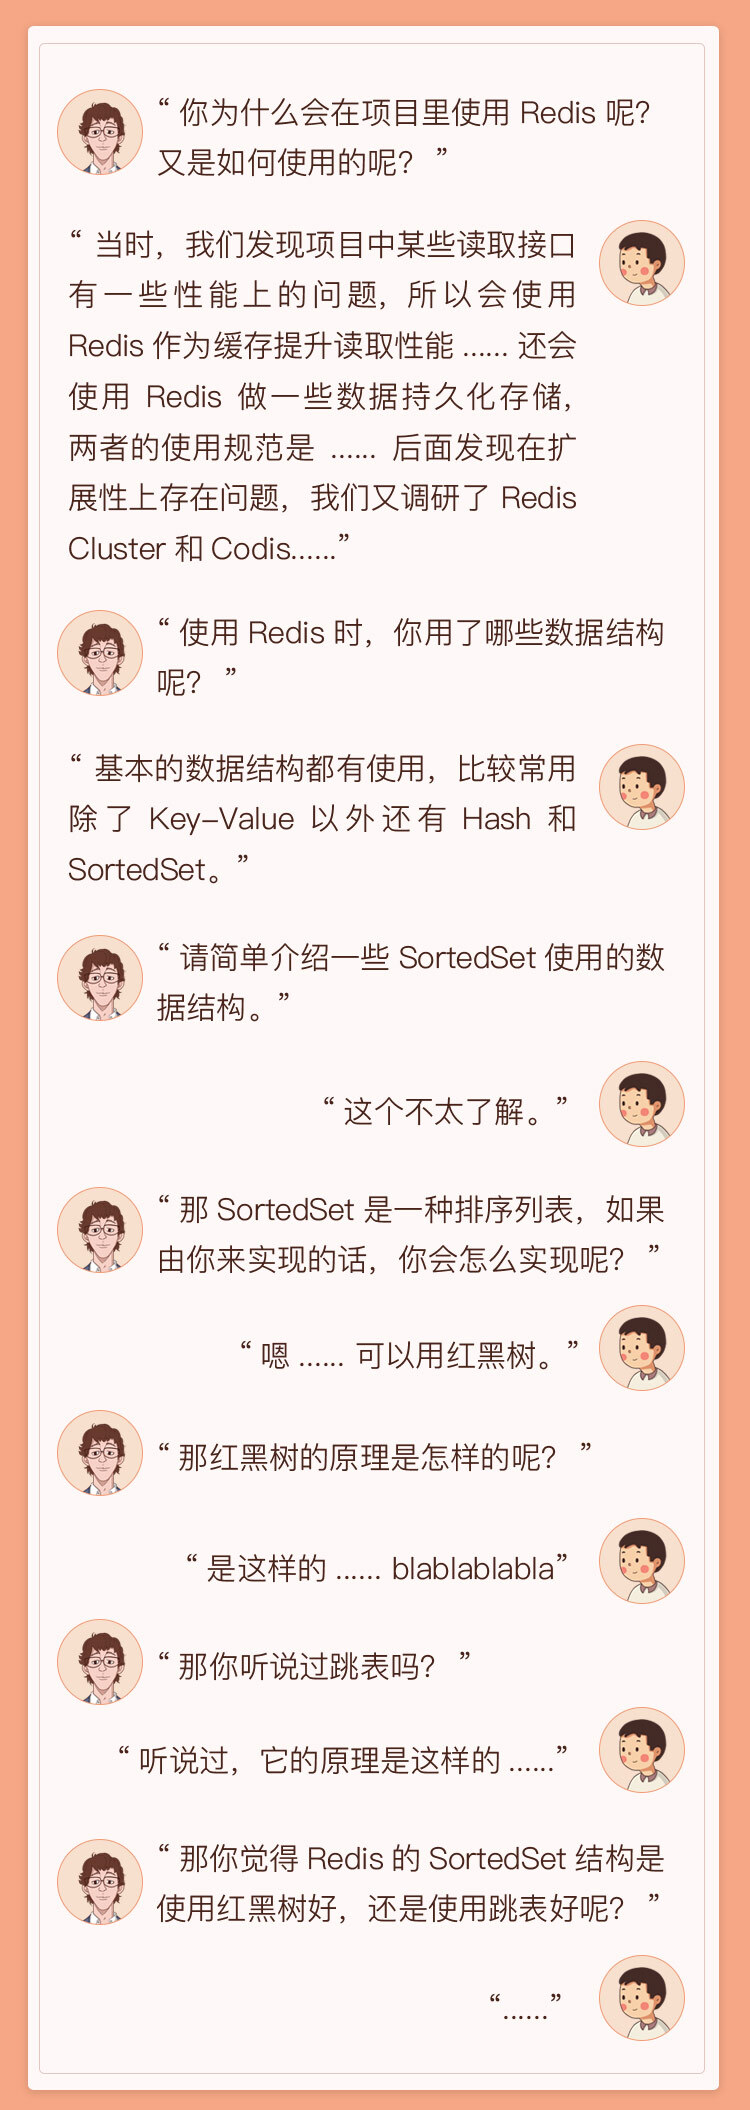 “ 你为什么会在项目里使用 Redis 呢？
又是如何使用的呢？ ”
“ 当时，我们发现项目中某些读取接口
有一些性能上的问题，所以会使用
Redis 作为缓存提升读取性能 ...... 还会
使用 Redis 做一些数据持久化存储，
两者的使用规范是 ...... 后面发现在扩
展性上存在问题，我们又调研了 Redis
Cluster 和 Codis......”
“ 使用 Redis 时，你用了哪些数据结构
呢？ ”
“ 基本的数据结构都有使用，比较常用
除了 Key-Value 以外还有 Hash 和
SortedSet。”
“ 请简单介绍一些 SortedSet 使用的数
据结构。”
“ 这个不太了解。”
“ 那 SortedSet 是一种排序列表，如果
由你来实现的话，你会怎么实现呢？ ”
“ 嗯 ...... 可以用红黑树。”
“ 那红黑树的原理是怎样的呢？ ”
“ 是这样的 ...... blablablabla”
“ 那你听说过跳表吗？ ”
“ 听说过，它的原理是这样的 ......”
“ 那你觉得 Redis 的 SortedSet 结构是
使用红黑树好，还是使用跳表好呢？ ”
“......”